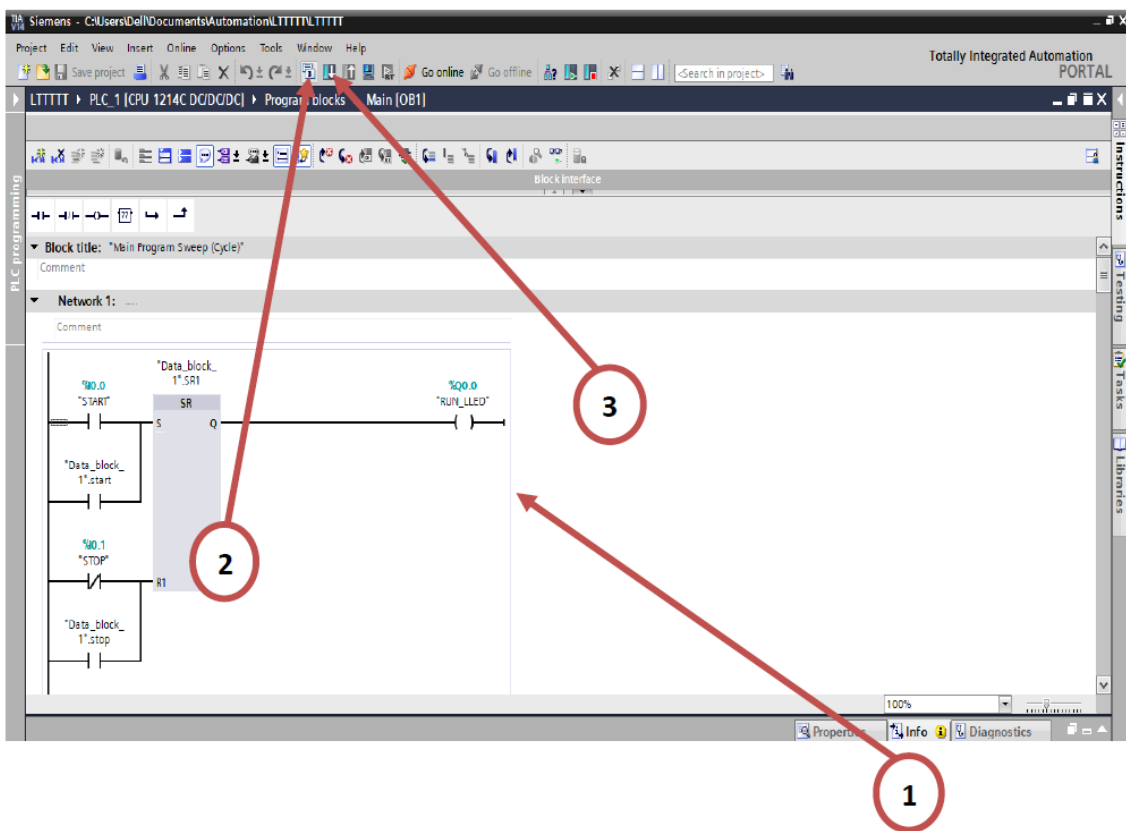 TIA V14 Siemens - C:\Users\Dell\Documents\Automation\LTTTTT\LTTTTT
Project Edit View Insert Online Options Tools Window Help
Totally Integrated Automation
PORTAL
Save project Go online Go offline <Search in project>
LTTTTT PLC_1 [CPU 1214C DC/DC/DC] Program blocks Main [OB1]
Block interface
PLC programming
Block title: "Main Program Sweep (Cycle)"
Comment
Network 1: .....
Comment
"Data_block_
1".SR1
%I0.0
"START"
SR
%Q0.0
"RUN_LLED"
S Q
"Data_block_
1".start
%I0.1
"STOP"
R1
"Data_block_
1".stop
3
2
100%
Properties Info Diagnostics
1
Instructions
Testing
Tasks
Libraries